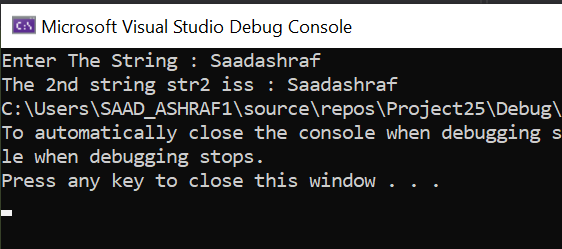 Microsoft Visual Studio Debug Console
Enter The String : Saadashraf
The 2nd string str2 iss : Saadashraf
C:\Users\SAAD_ASHRAF1\source\repos\Project25\Debug\
To automatically close the console when debugging s
le when debugging stops.
Press any key to close this window . . .